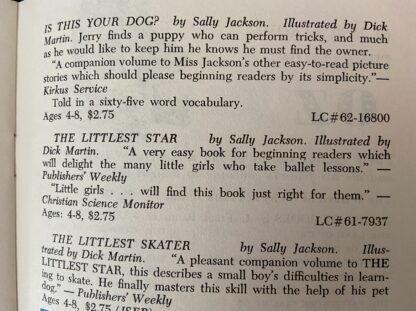 IS THIS YOUR DOG? by Sally Jackson. Illustrated by Dick
Martin. Jerry finds a puppy who can perform tricks, and much
as he would like to keep him he knows he must find the owner.
"A companion volume to Miss Jackson's other easy-to-read picture
stories which should please beginning readers by its simplicity."—
Kirkus Service
Told in a sixty-five word vocabulary.
Ages 4-8, $2.75 LC#62-16800
THE LITTLEST STAR by Sally Jackson. Illustrated by
Dick Martin. "A very easy book for beginning readers which
will delight the many little girls who take ballet lessons." —
Publishers' Weekly
"Little girls . . . will find this book just right for them." —
Christian Science Monitor
Ages: 4-8, $2.75 LC#61-7937
THE LITTLEST SKATER by Sally Jackson. Illus-
trated by Dick Martin. "A pleasant companion volume to THE
LITTLEST STAR, this describes a small boy's difficulties in learn-
ing to skate. He finally masters this skill with the help of his pet
dog." — Publishers' Weekly
Ages 4-8, $2.75